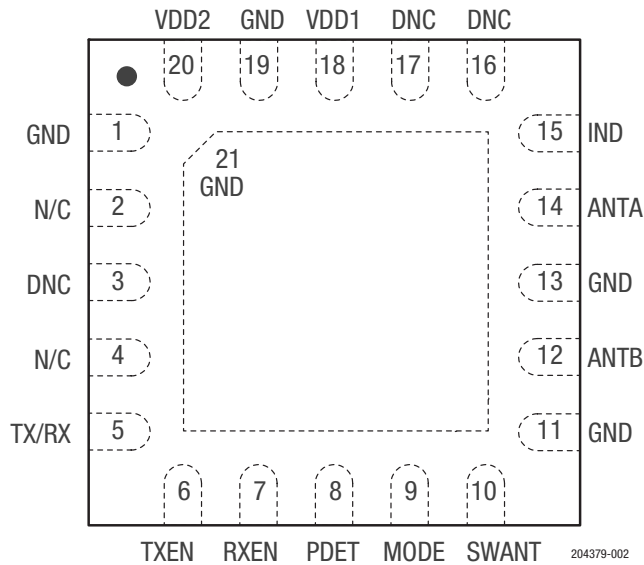 VDD2 GND VDD1 DNC DNC
20 19 18 17 16
GND 1 15 IND
21
GND
N/C 2 14 ANTA
DNC 3 13 GND
N/C 4 12 ANTB
TX/RX 5 11 GND
6 7 8 9 10
TXEN RXEN PDET MODE SWANT 204379-002